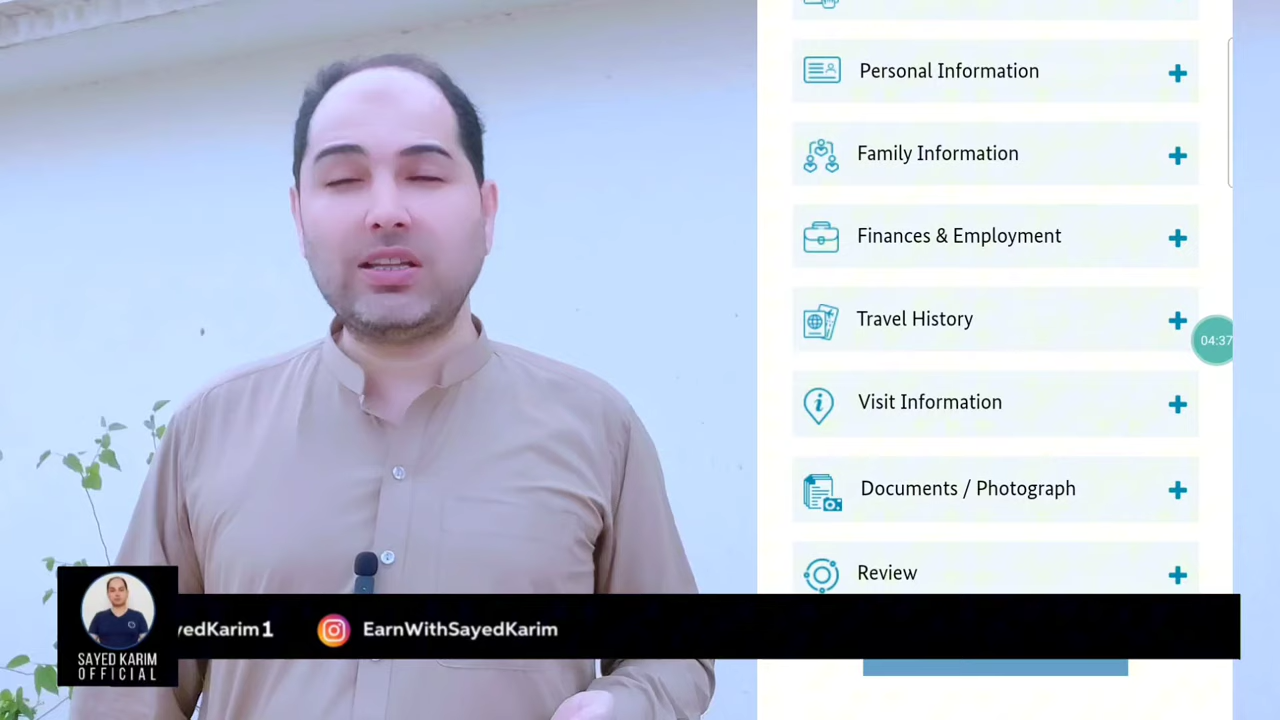 Personal Information
Family Information
Finances & Employment
Travel History
04:37
Visit Information
Documents / Photograph
Review
yedKarim1
EarnWithSayedKarim
SAYED KARIM
OFFICIAL